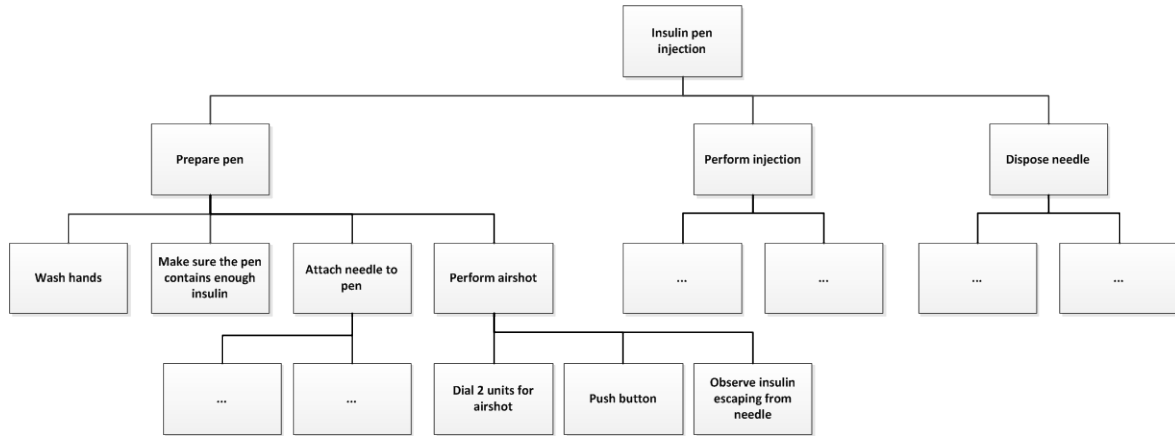 Insulin pen
injection
Prepare pen
Perform injection
Dispose needle
Wash hands
Make sure the pen
contains enough
insulin
Attach needle to
pen
Perform airshot
...
...
...
...
...
...
Dial 2 units for
airshot
Push button
Observe insulin
escaping from
needle